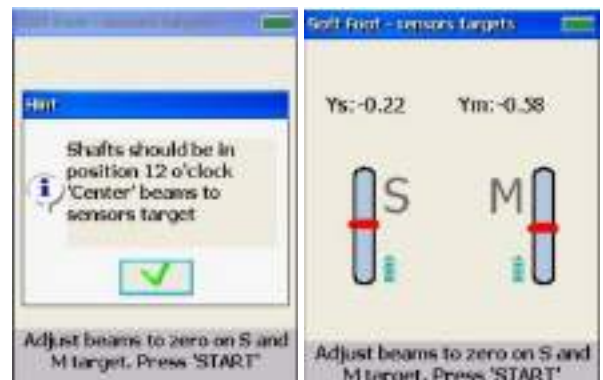 Hint
Shafts should be in
position 12 o'clock
'Center' beams to
sensors target
Adjust beams to zero on S and
M target. Press 'START'
Soft Foot - sensors targets
Ys:-0.22 Ym:-0.58
S M
Adjust beams to zero on S and
M target. Press 'START'